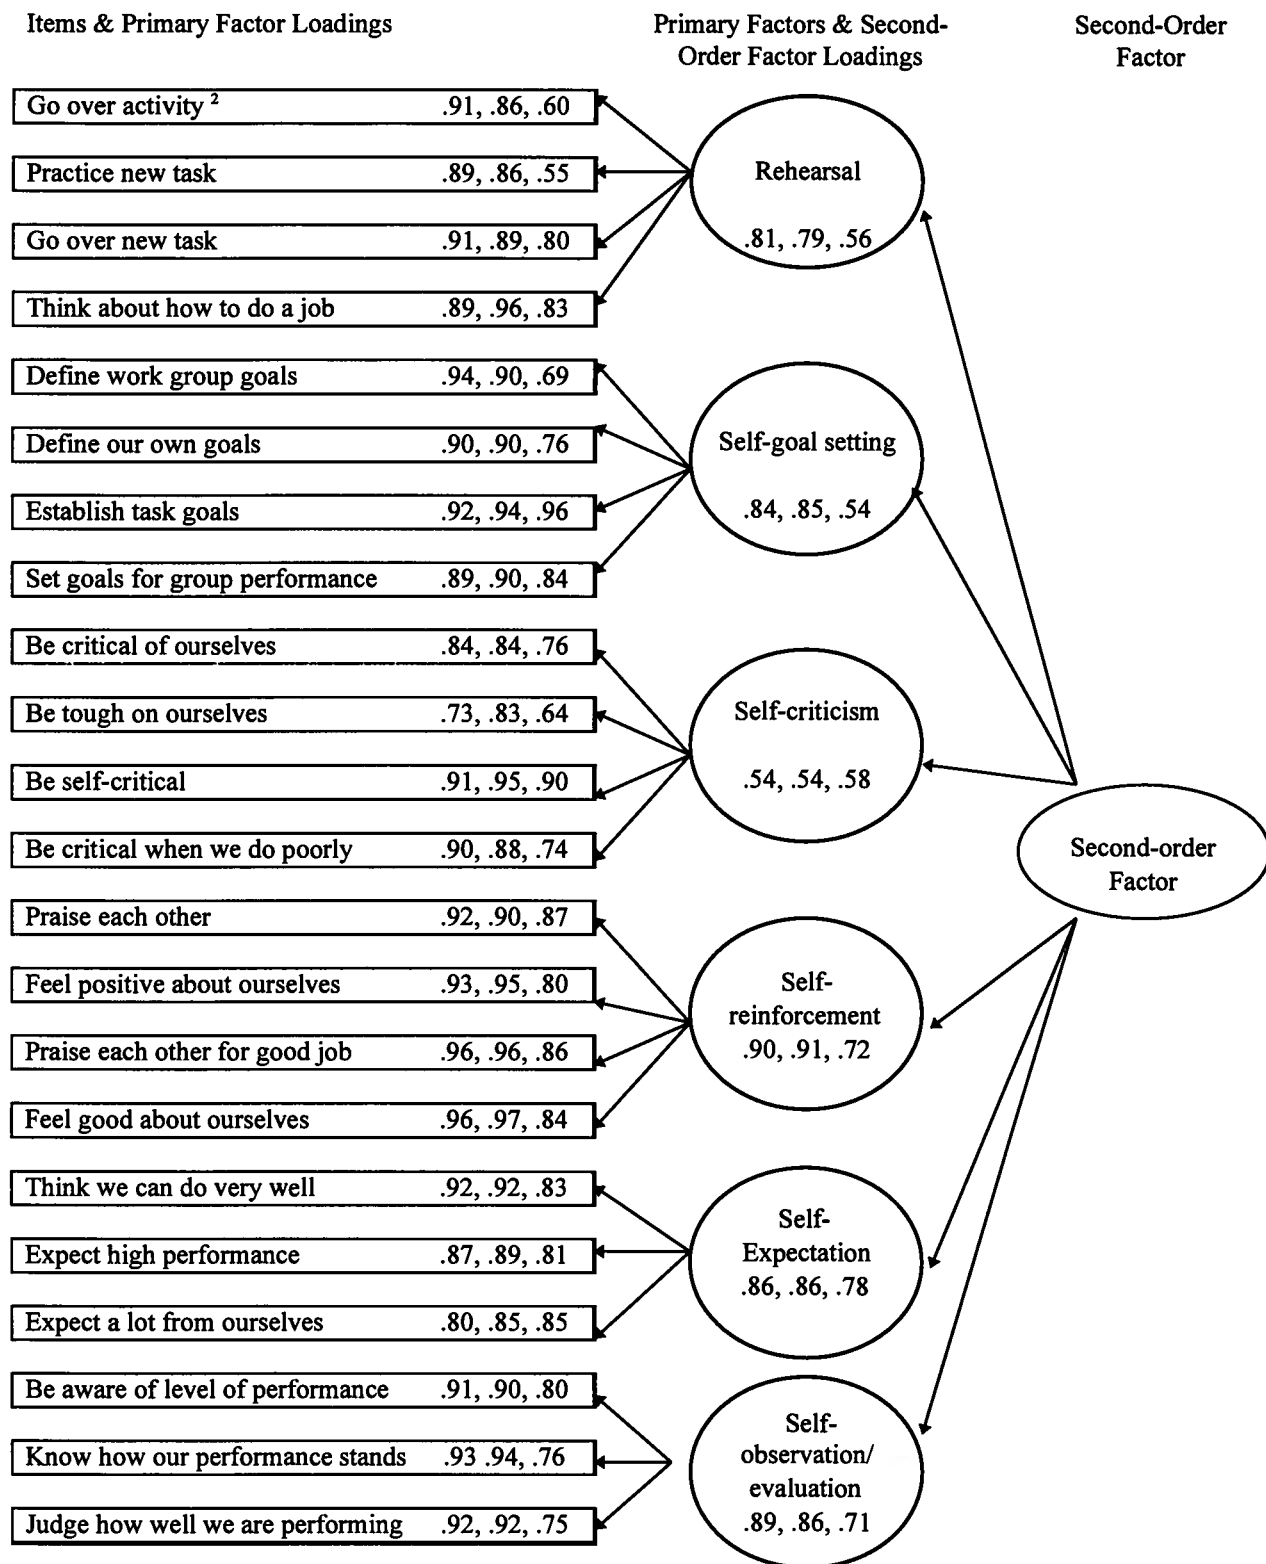 Items & Primary Factor Loadings
Primary Factors & Second-
Order Factor Loadings
Second-Order
Factor
Go over activity ² .91, .86, .60
Practice new task .89, .86, .55
Go over new task .91, .89, .80
Think about how to do a job .89, .96, .83
Rehearsal
.81, .79, .56
Define work group goals .94, .90, .69
Define our own goals .90, .90, .76
Establish task goals .92, .94, .96
Set goals for group performance .89, .90, .84
Self-goal setting
.84, .85, .54
Be critical of ourselves .84, .84, .76
Be tough on ourselves .73, .83, .64
Be self-critical .91, .95, .90
Be critical when we do poorly .90, .88, .74
Self-criticism
.54, .54, .58
Praise each other .92, .90, .87
Feel positive about ourselves .93, .95, .80
Praise each other for good job .96, .96, .86
Feel good about ourselves .96, .97, .84
Self-
reinforcement
.90, .91, .72
Think we can do very well .92, .92, .83
Expect high performance .87, .89, .81
Expect a lot from ourselves .80, .85, .85
Self-
Expectation
.86, .86, .78
Be aware of level of performance .91, .90, .80
Know how our performance stands .93 .94, .76
Judge how well we are performing .92, .92, .75
Self-
observation/
evaluation
.89, .86, .71
Second-order
Factor